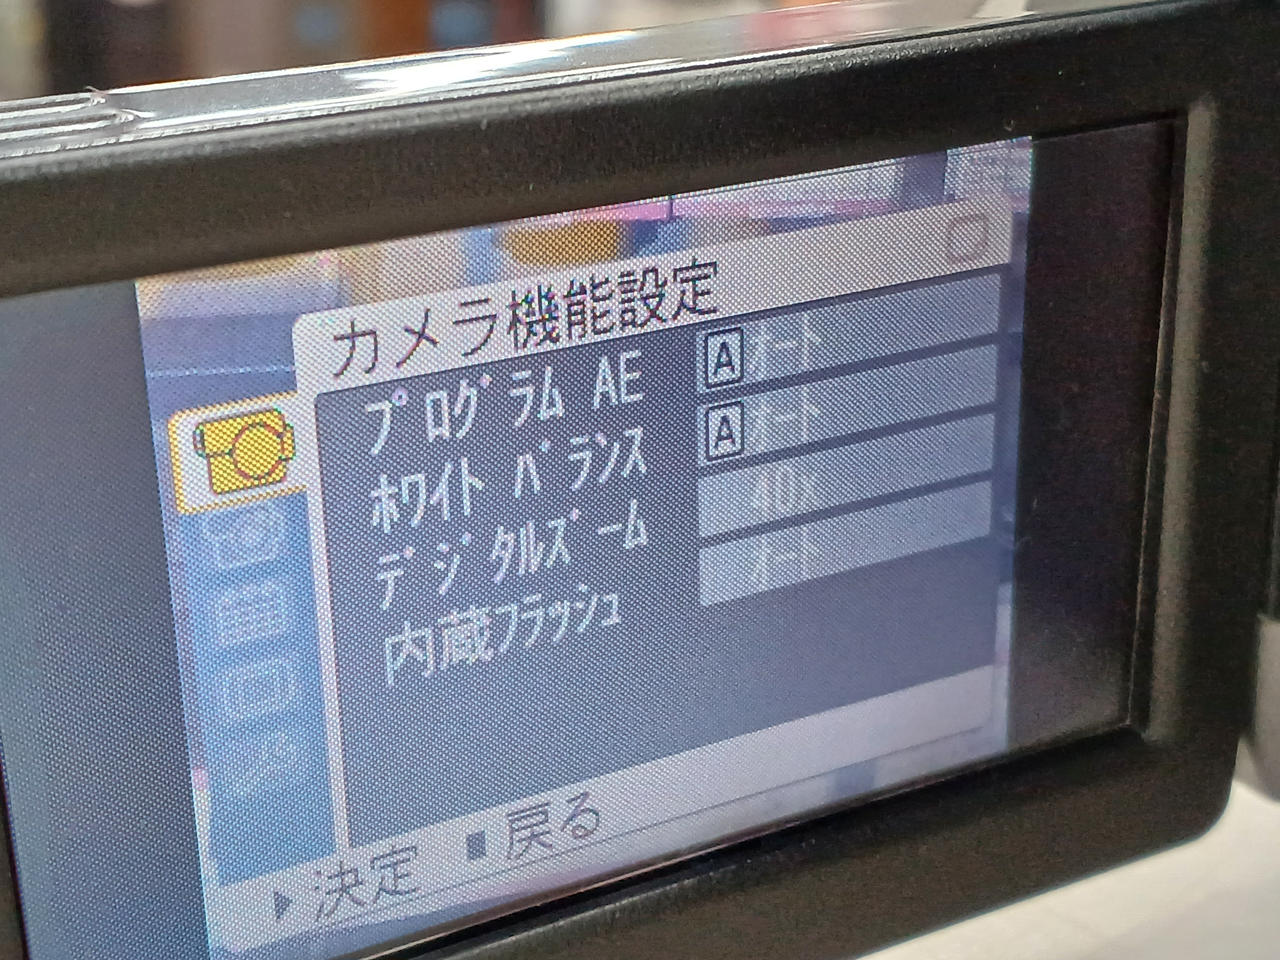 カメラ機能設定
プログラム AE A オート
ホワイト バランス A オート
デジタルズーム 40x
内蔵フラッシュ オート
▶決定 ■戻る